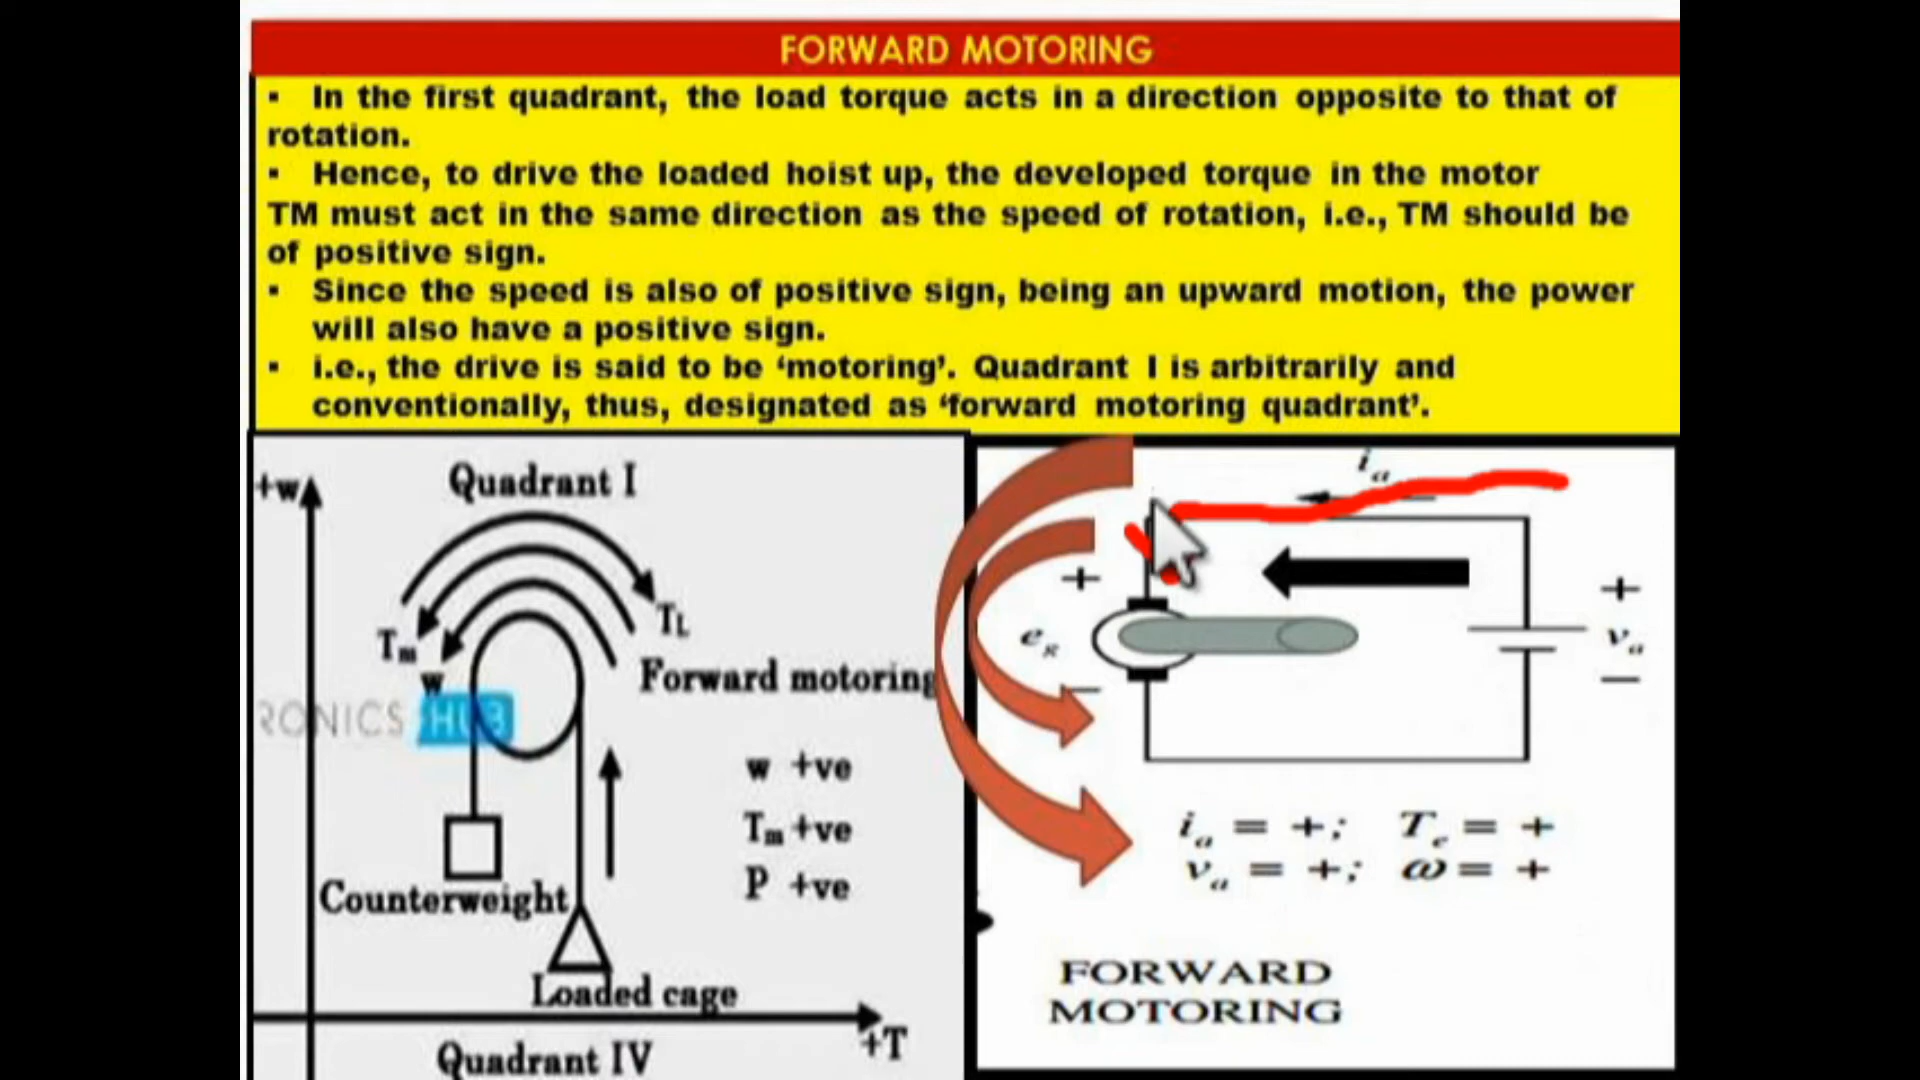 FORWARD MOTORING
▪ In the first quadrant, the load torque acts in a direction opposite to that of
rotation.
▪ Hence, to drive the loaded hoist up, the developed torque in the motor
TM must act in the same direction as the speed of rotation, i.e., TM should be
of positive sign.
▪ Since the speed is also of positive sign, being an upward motion, the power
will also have a positive sign.
▪ i.e., the drive is said to be ‘motoring’. Quadrant I is arbitrarily and
conventionally, thus, designated as ‘forward motoring quadrant’.
+w
Quadrant I
TL
Tm
w
Forward motoring
RONICS HUB
w +ve
Tm +ve
P +ve
Counterweight
Loaded cage
+T
Quadrant IV
ia
+
+
eg
va
−
−
ia = +; Te = +
va = +; ω = +
FORWARD
MOTORING